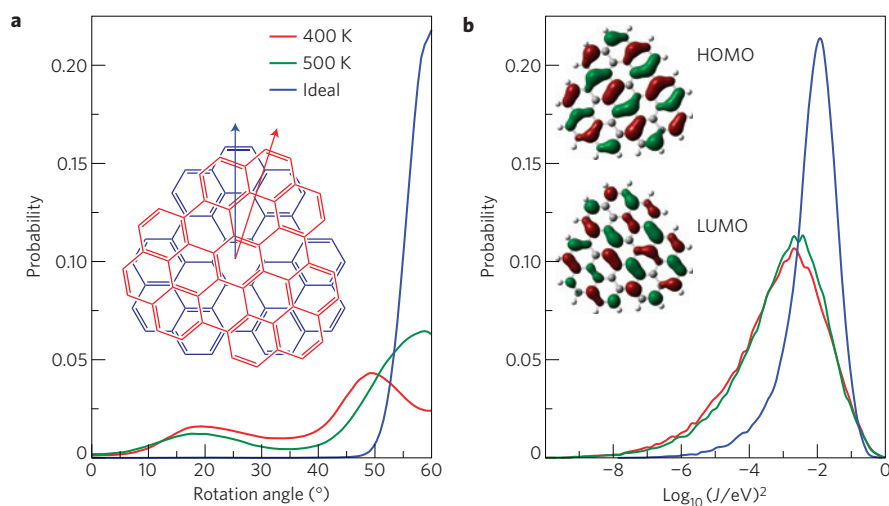 a
0.20
0.15
0.10
0.05
0
Probability
400 K
500 K
Ideal
0 10 20 30 40 50 60
Rotation angle (°)
b
0.20
0.15
0.10
0.05
0
Probability
HOMO
LUMO
–8 –6 –4 –2 0
Log₁₀ (J/eV)²